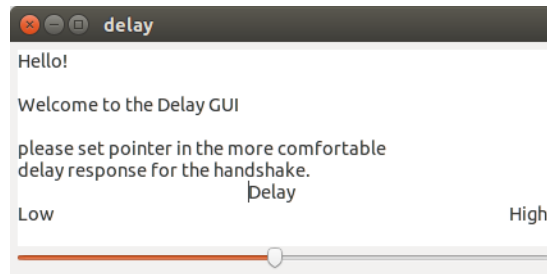 delay
Hello!
Welcome to the Delay GUI
please set pointer in the more comfortable
delay response for the handshake.
Delay
Low High